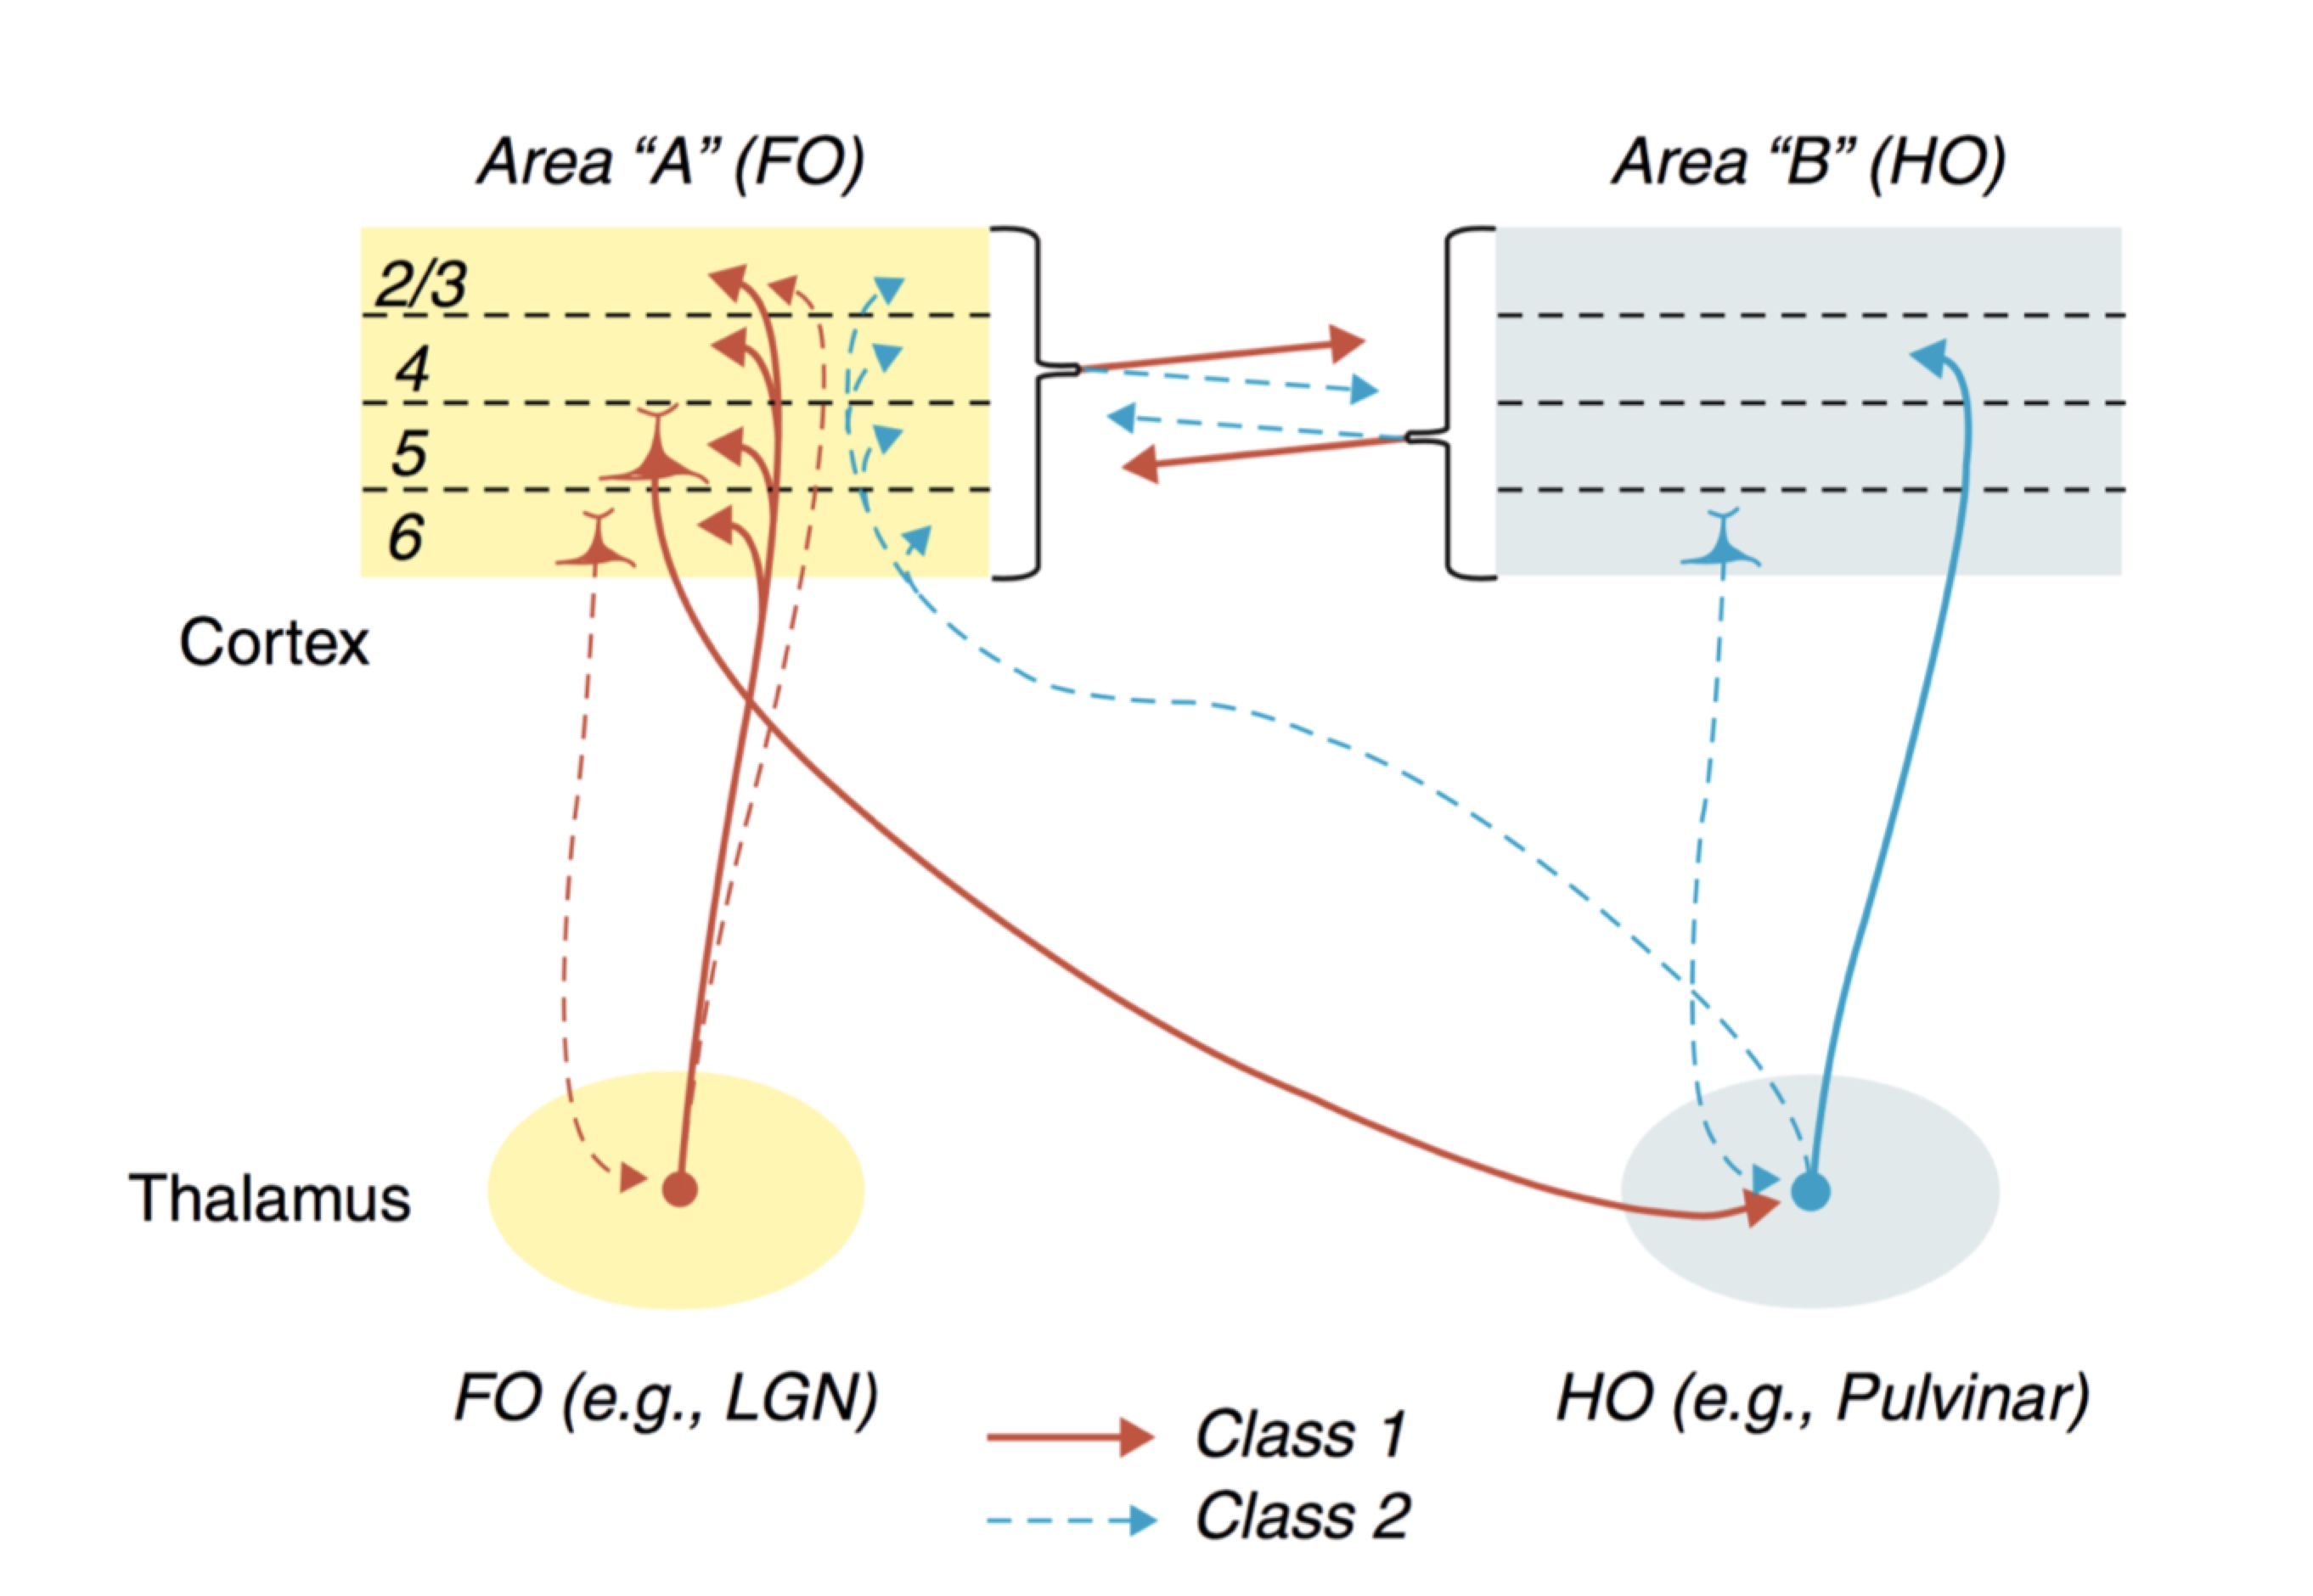 Area “A” (FO)
Area “B” (HO)
2/3
4
5
6
Cortex
Thalamus
FO (e.g., LGN)
HO (e.g., Pulvinar)
Class 1
Class 2